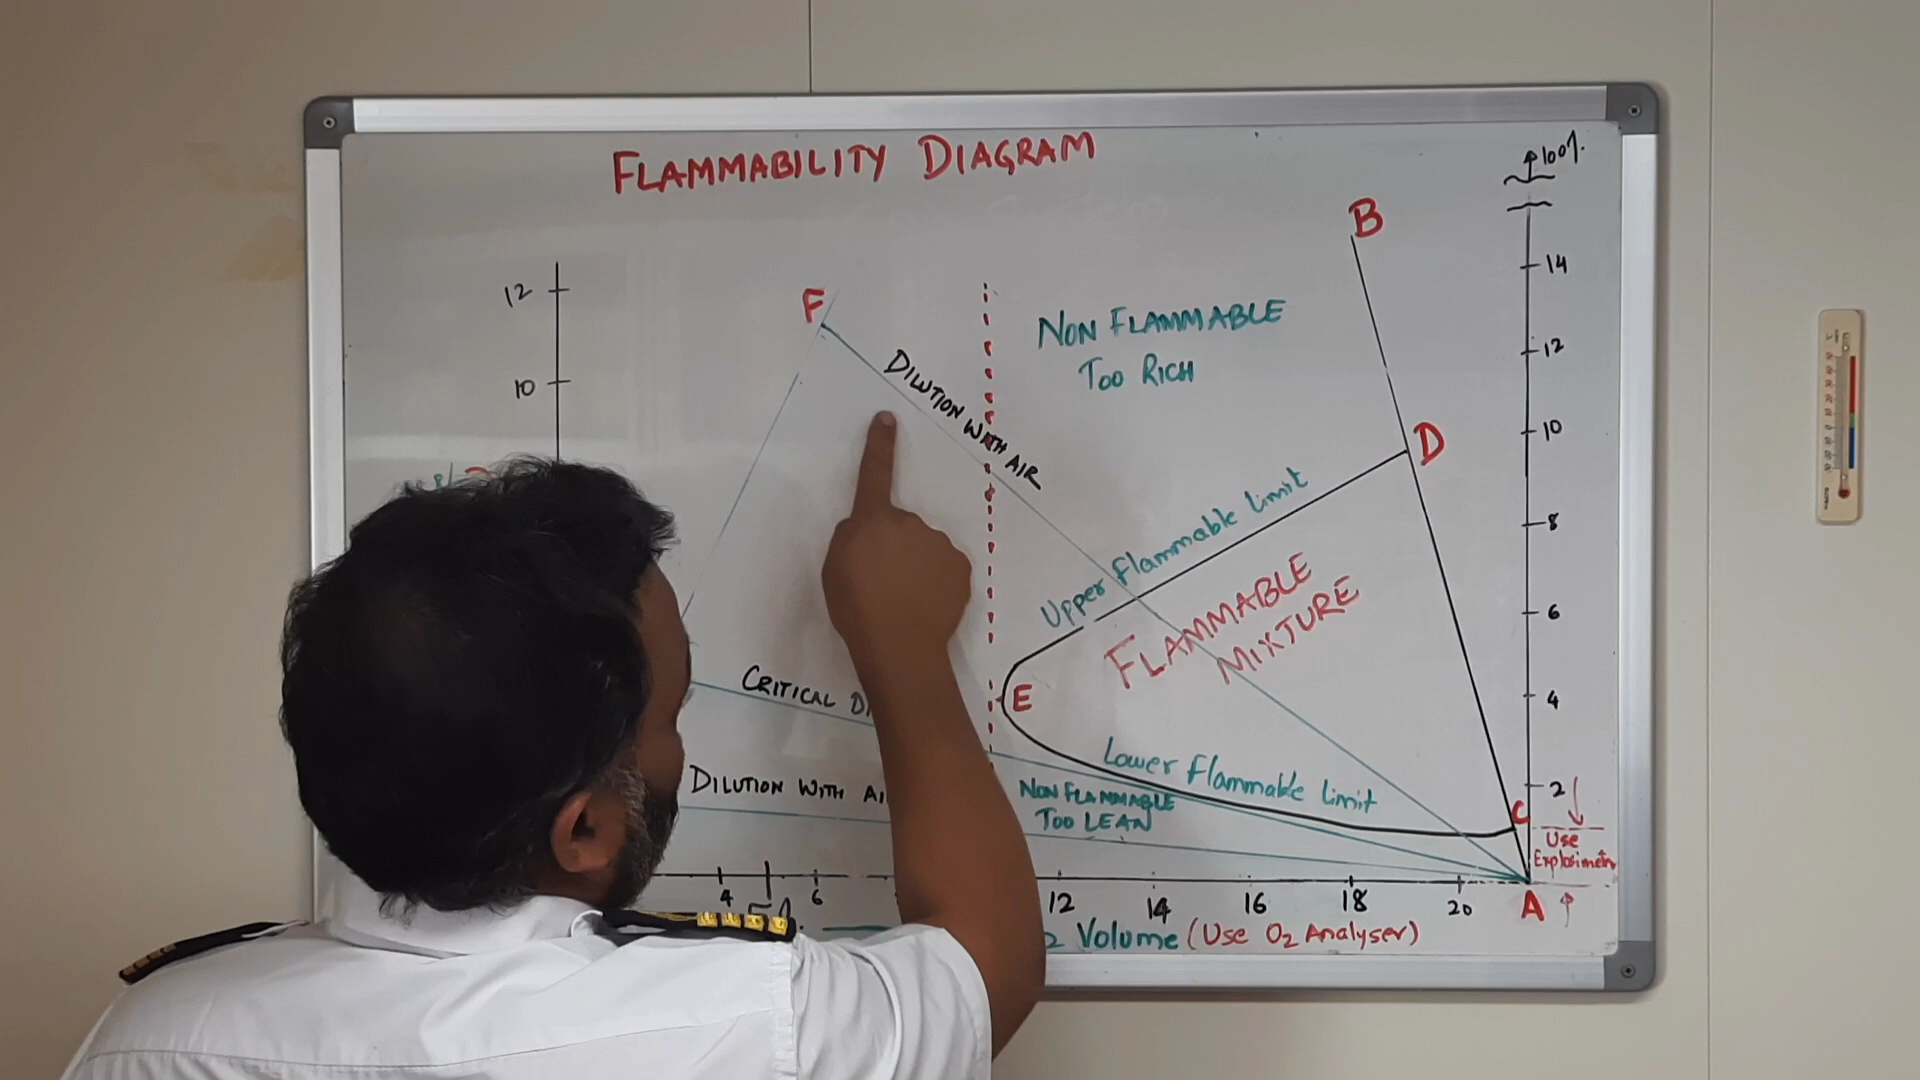 FLAMMABILITY DIAGRAM
100%
B
14
12
F
NON FLAMMABLE
TOO RICH
12
10
DILUTION WITH AIR
10
D
8
Upper Flammable Limit
FLAMMABLE
MIXTURE
6
CRITICAL
E
4
Lower Flammable Limit
DILUTION WITH
NON FLAMMABLE
TOO LEAN
2
C
Use
Explosimeter
4
6
12
14
16
18
20
A
Volume (Use O2 Analyser)